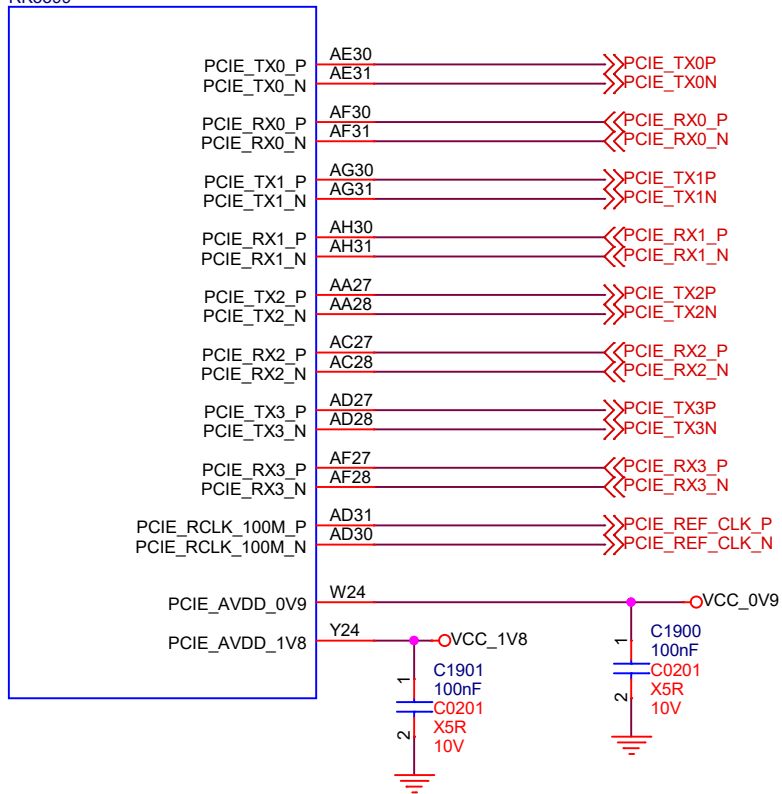 PCIE_TX0_P AE30 PCIE_TX0P
PCIE_TX0_N AE31 PCIE_TX0N
PCIE_RX0_P AF30 PCIE_RX0_P
PCIE_RX0_N AF31 PCIE_RX0_N
PCIE_TX1_P AG30 PCIE_TX1P
PCIE_TX1_N AG31 PCIE_TX1N
PCIE_RX1_P AH30 PCIE_RX1_P
PCIE_RX1_N AH31 PCIE_RX1_N
PCIE_TX2_P AA27 PCIE_TX2P
PCIE_TX2_N AA28 PCIE_TX2N
PCIE_RX2_P AC27 PCIE_RX2_P
PCIE_RX2_N AC28 PCIE_RX2_N
PCIE_TX3_P AD27 PCIE_TX3P
PCIE_TX3_N AD28 PCIE_TX3N
PCIE_RX3_P AF27 PCIE_RX3_P
PCIE_RX3_N AF28 PCIE_RX3_N
PCIE_RCLK_100M_P AD31 PCIE_REF_CLK_P
PCIE_RCLK_100M_N AD30 PCIE_REF_CLK_N
PCIE_AVDD_0V9 W24 VCC_0V9
PCIE_AVDD_1V8 Y24 VCC_1V8
1
C1900
100nF
C0201
X5R
10V
2
1
C1901
100nF
C0201
X5R
10V
2